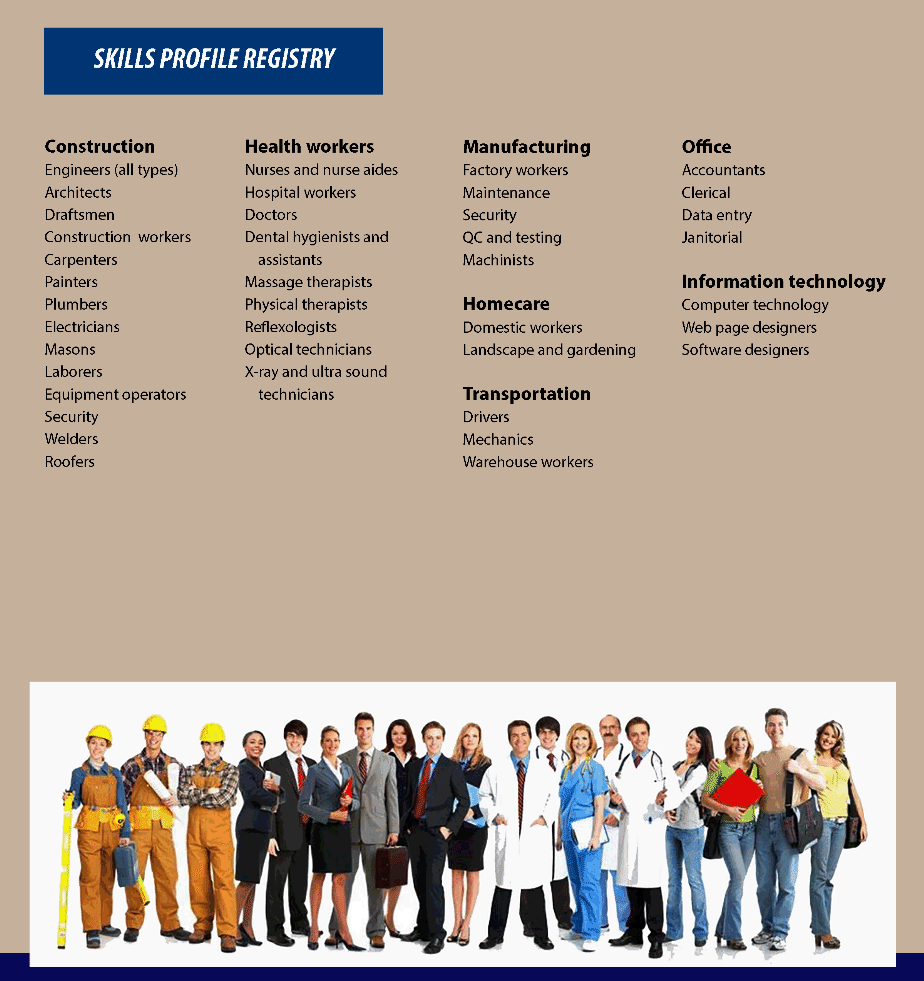 SKILLS PROFILE REGISTRY
Construction
Engineers (all types)
Architects
Draftsmen
Construction workers
Carpenters
Painters
Plumbers
Electricians
Masons
Laborers
Equipment operators
Security
Welders
Roofers
Health workers
Nurses and nurse aides
Hospital workers
Doctors
Dental hygienists and
assistants
Massage therapists
Physical therapists
Reflexologists
Optical technicians
X-ray and ultra sound
technicians
Manufacturing
Factory workers
Maintenance
Security
QC and testing
Machinists
Homecare
Domestic workers
Landscape and gardening
Transportation
Drivers
Mechanics
Warehouse workers
Office
Accountants
Clerical
Data entry
Janitorial
Information technology
Computer technology
Web page designers
Software designers